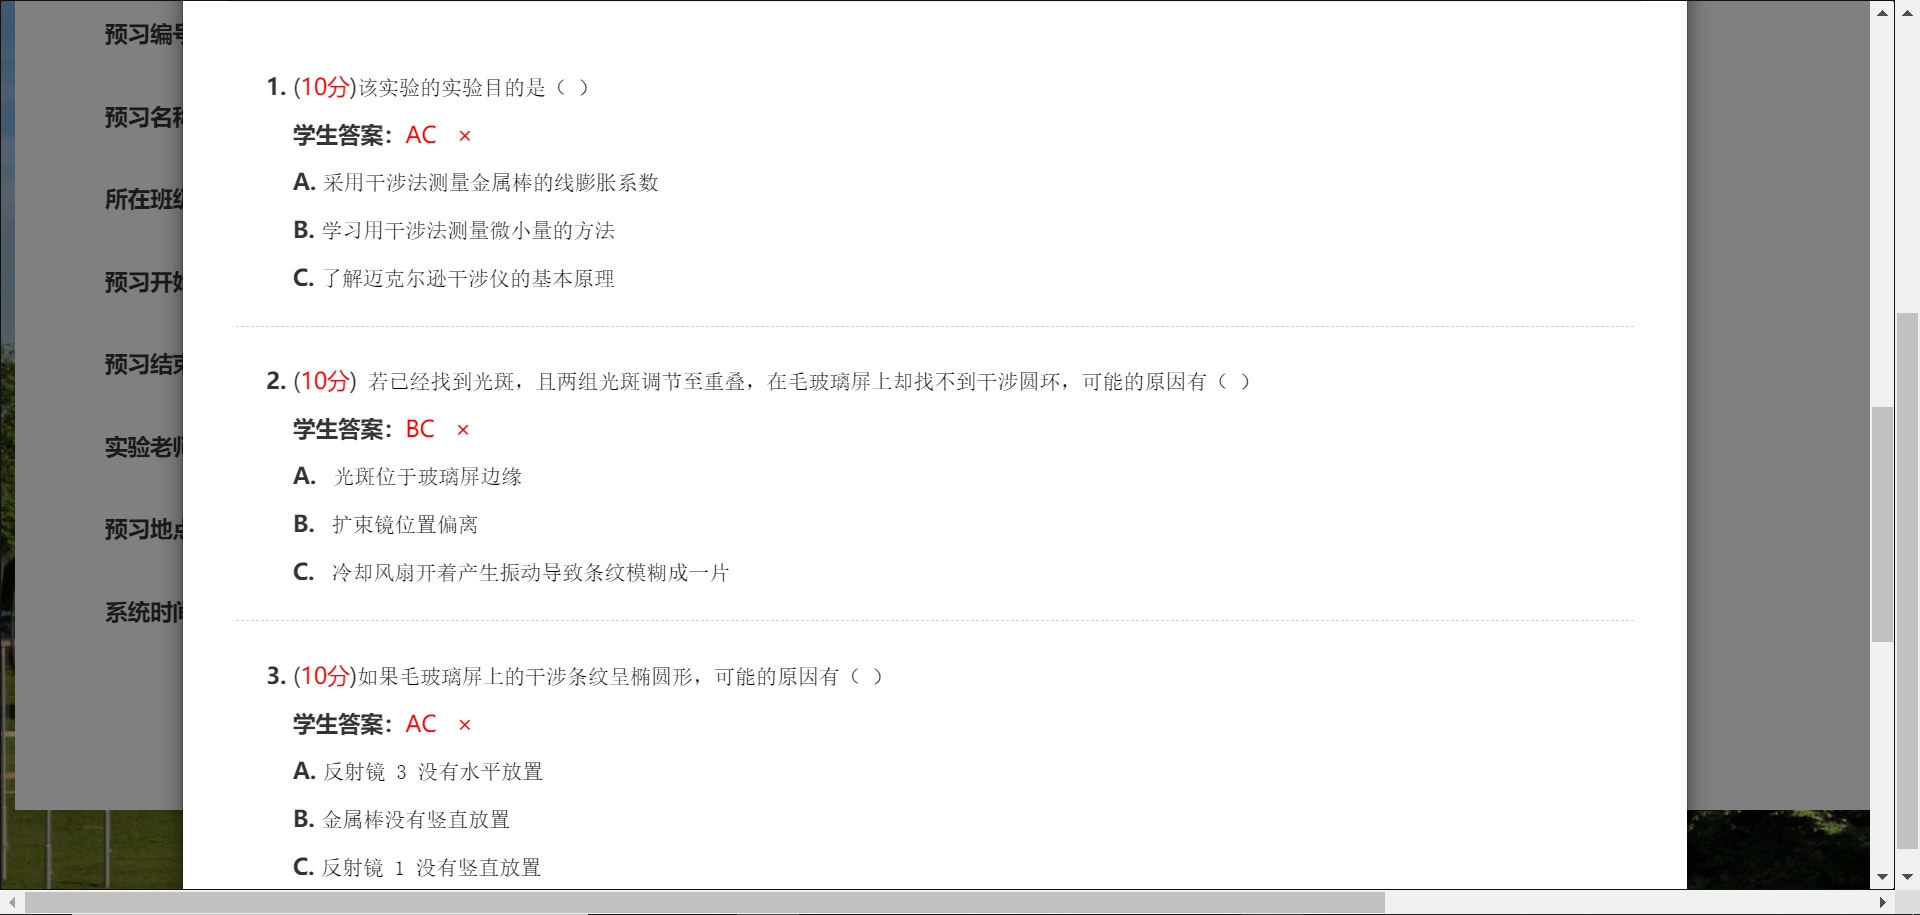 预习编
预习名
所在班
预习开
预习结
实验老
预习地
系统时
1. (10分)该实验的实验目的是（ ）
学生答案：AC ×
A. 采用干涉法测量金属棒的线膨胀系数
B. 学习用干涉法测量微小量的方法
C. 了解迈克尔逊干涉仪的基本原理
2. (10分) 若已经找到光斑，且两组光斑调节至重叠，在毛玻璃屏上却找不到干涉圆环，可能的原因有（ ）
学生答案：BC ×
A. 光斑位于玻璃屏边缘
B. 扩束镜位置偏离
C. 冷却风扇开着产生振动导致条纹模糊成一片
3. (10分)如果毛玻璃屏上的干涉条纹呈椭圆形，可能的原因有（ ）
学生答案：AC ×
A. 反射镜 3 没有水平放置
B. 金属棒没有竖直放置
C. 反射镜 1 没有竖直放置